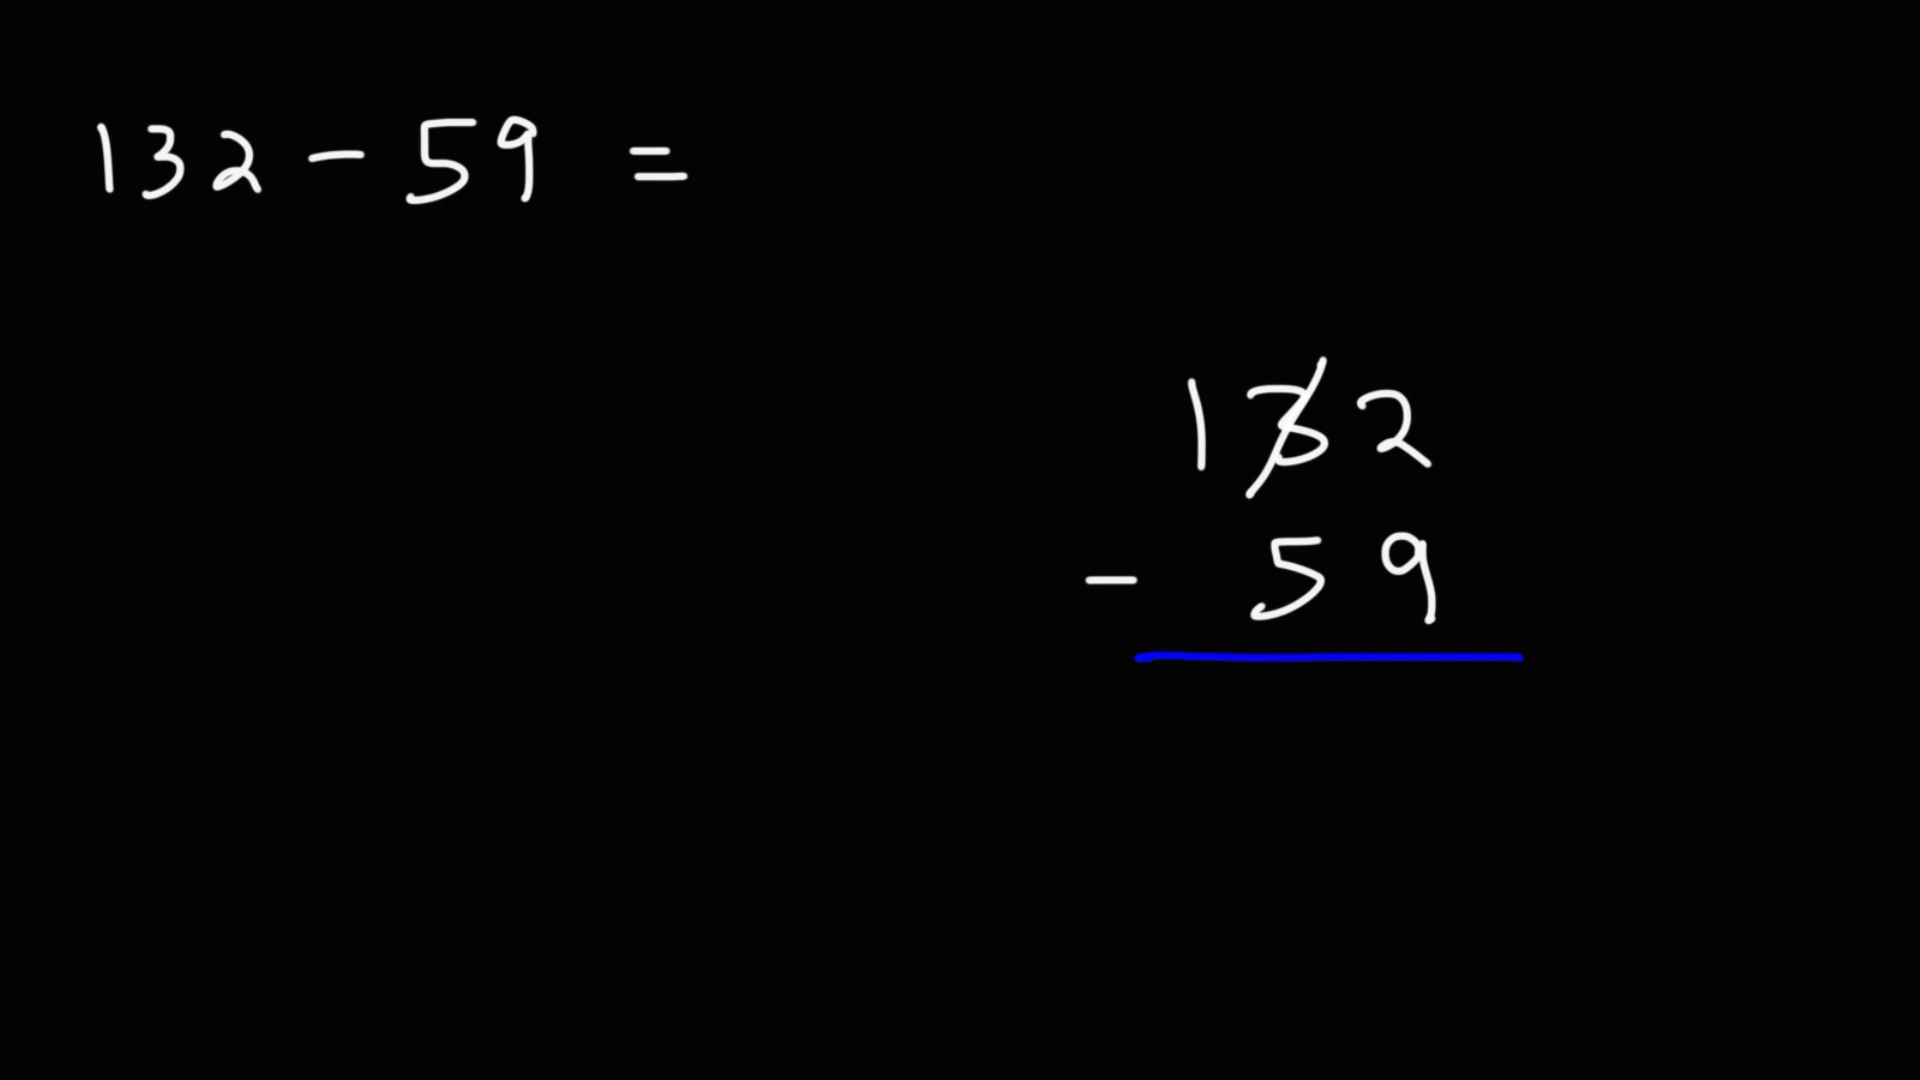 132 - 59 =
132
- 59